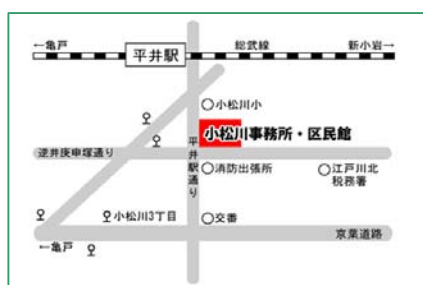 ←亀戸
平井駅
総武線
新小岩→
小松川小
小松川事務所・区民館
逆井庚申塚通り
平井駅通り
消防出張所
江戸川北
税務署
小松川3丁目
交番
京葉道路
←亀戸